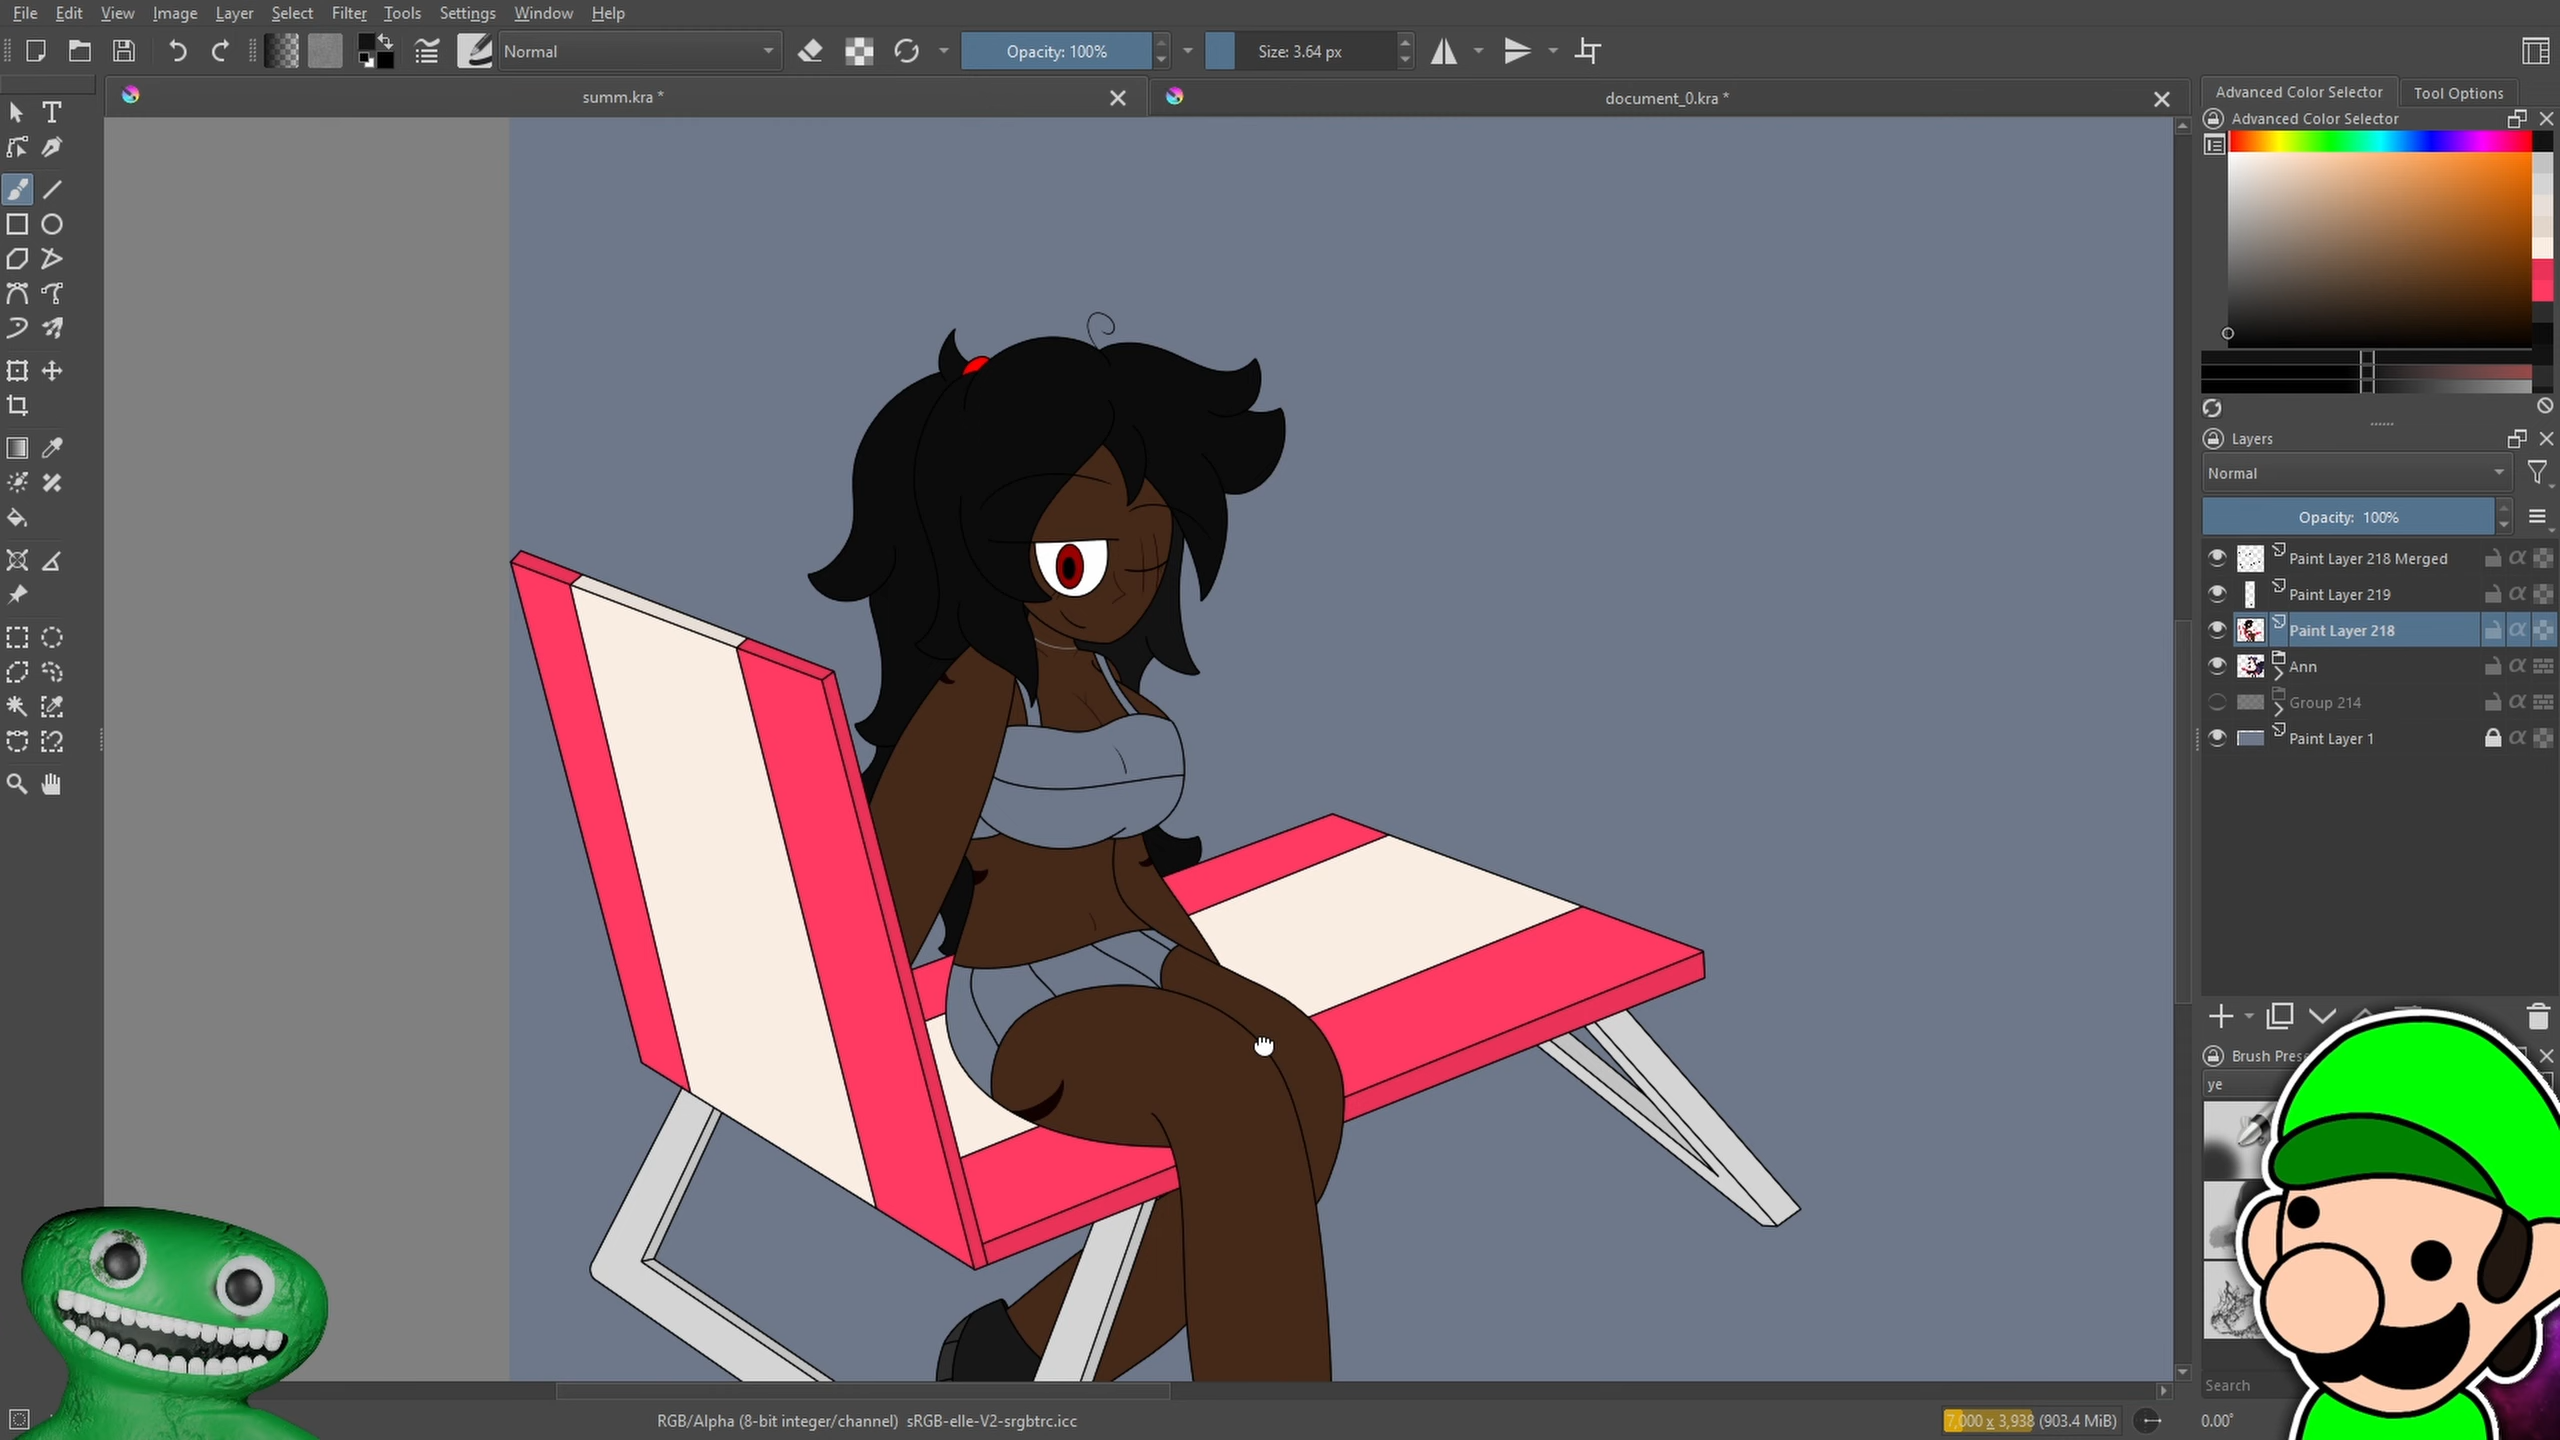 File Edit View Image Layer Select Filter Tools Settings Window Help
Normal
Opacity: 100%
Size: 3.64 px
summ.kra *
document_0.kra *
Advanced Color Selector
Tool Options
Advanced Color Selector
Layers
Normal
Opacity: 100%
Paint Layer 218 Merged
Paint Layer 219
Paint Layer 218
Ann
Group 214
Paint Layer 1
Brush Pres
ye
Search
RGB/Alpha (8-bit integer/channel) sRGB-elle-V2-srgbtrc.icc
7,000 x 3,938 (903.4 MiB)
0.00°